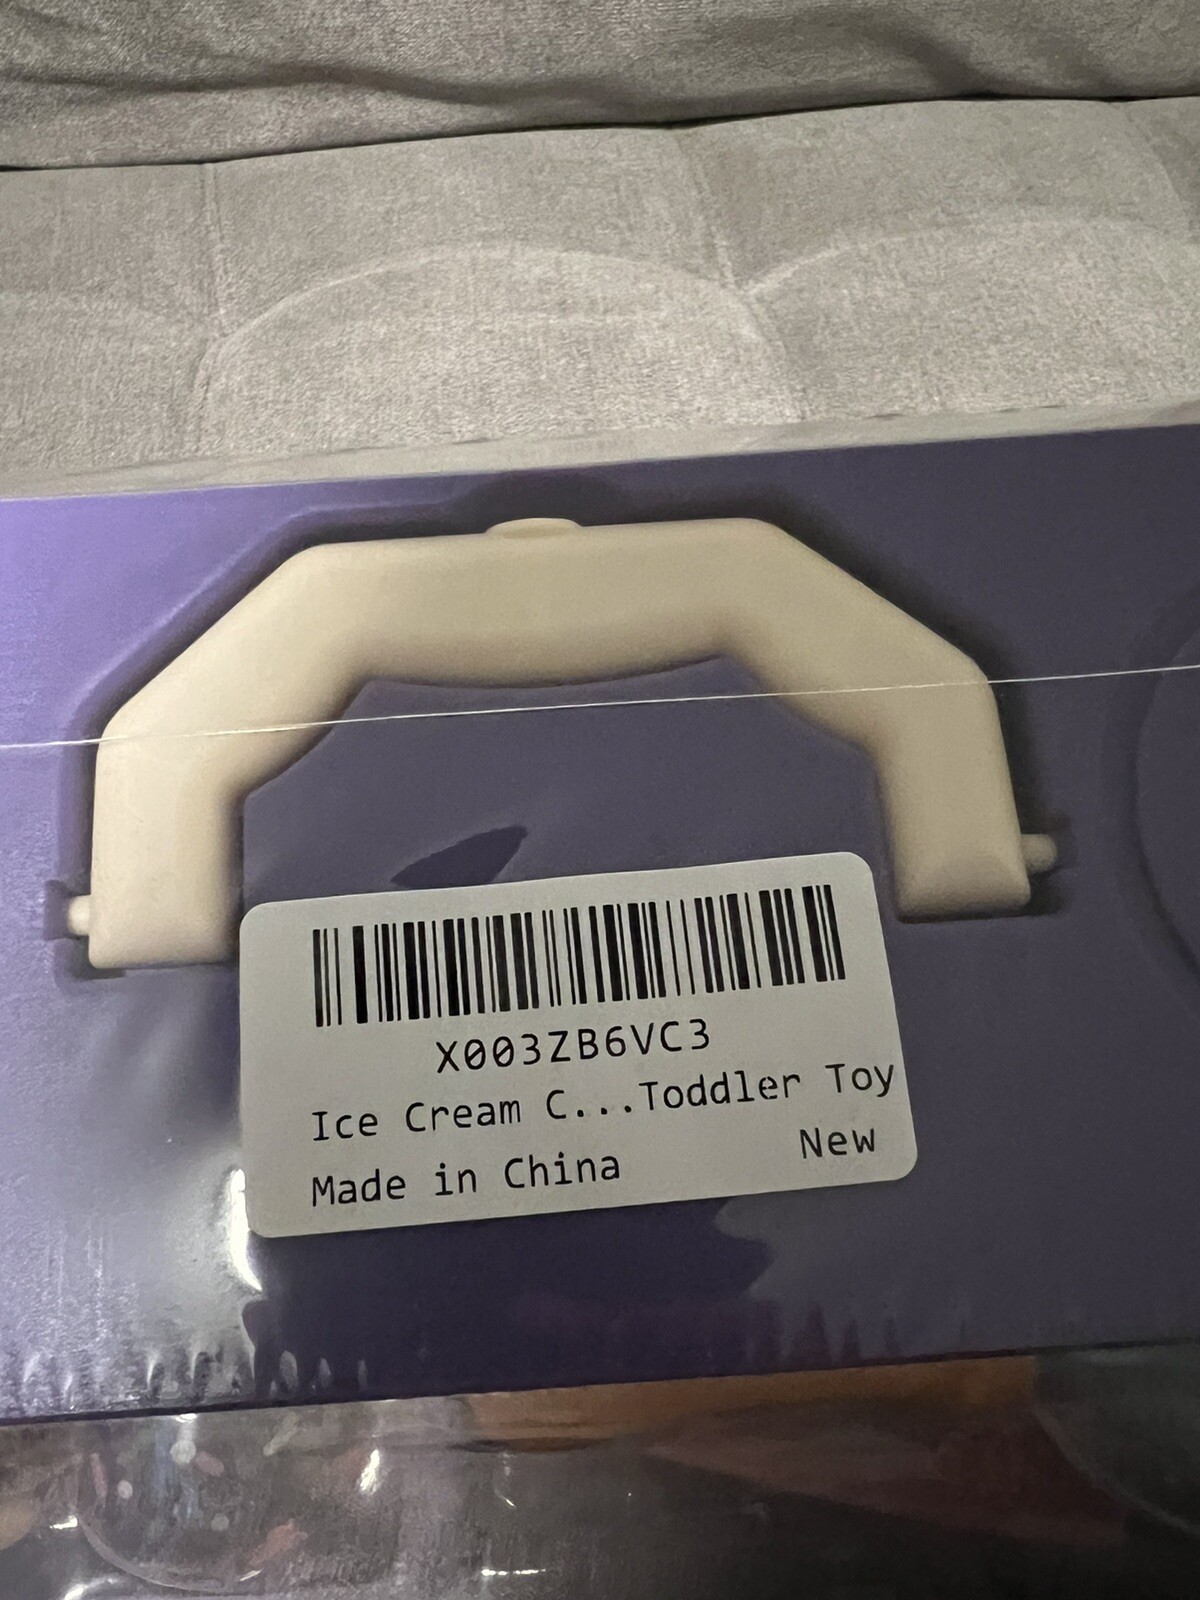 X003ZB6VC3
Ice Cream C...Toddler Toy
New
Made in China